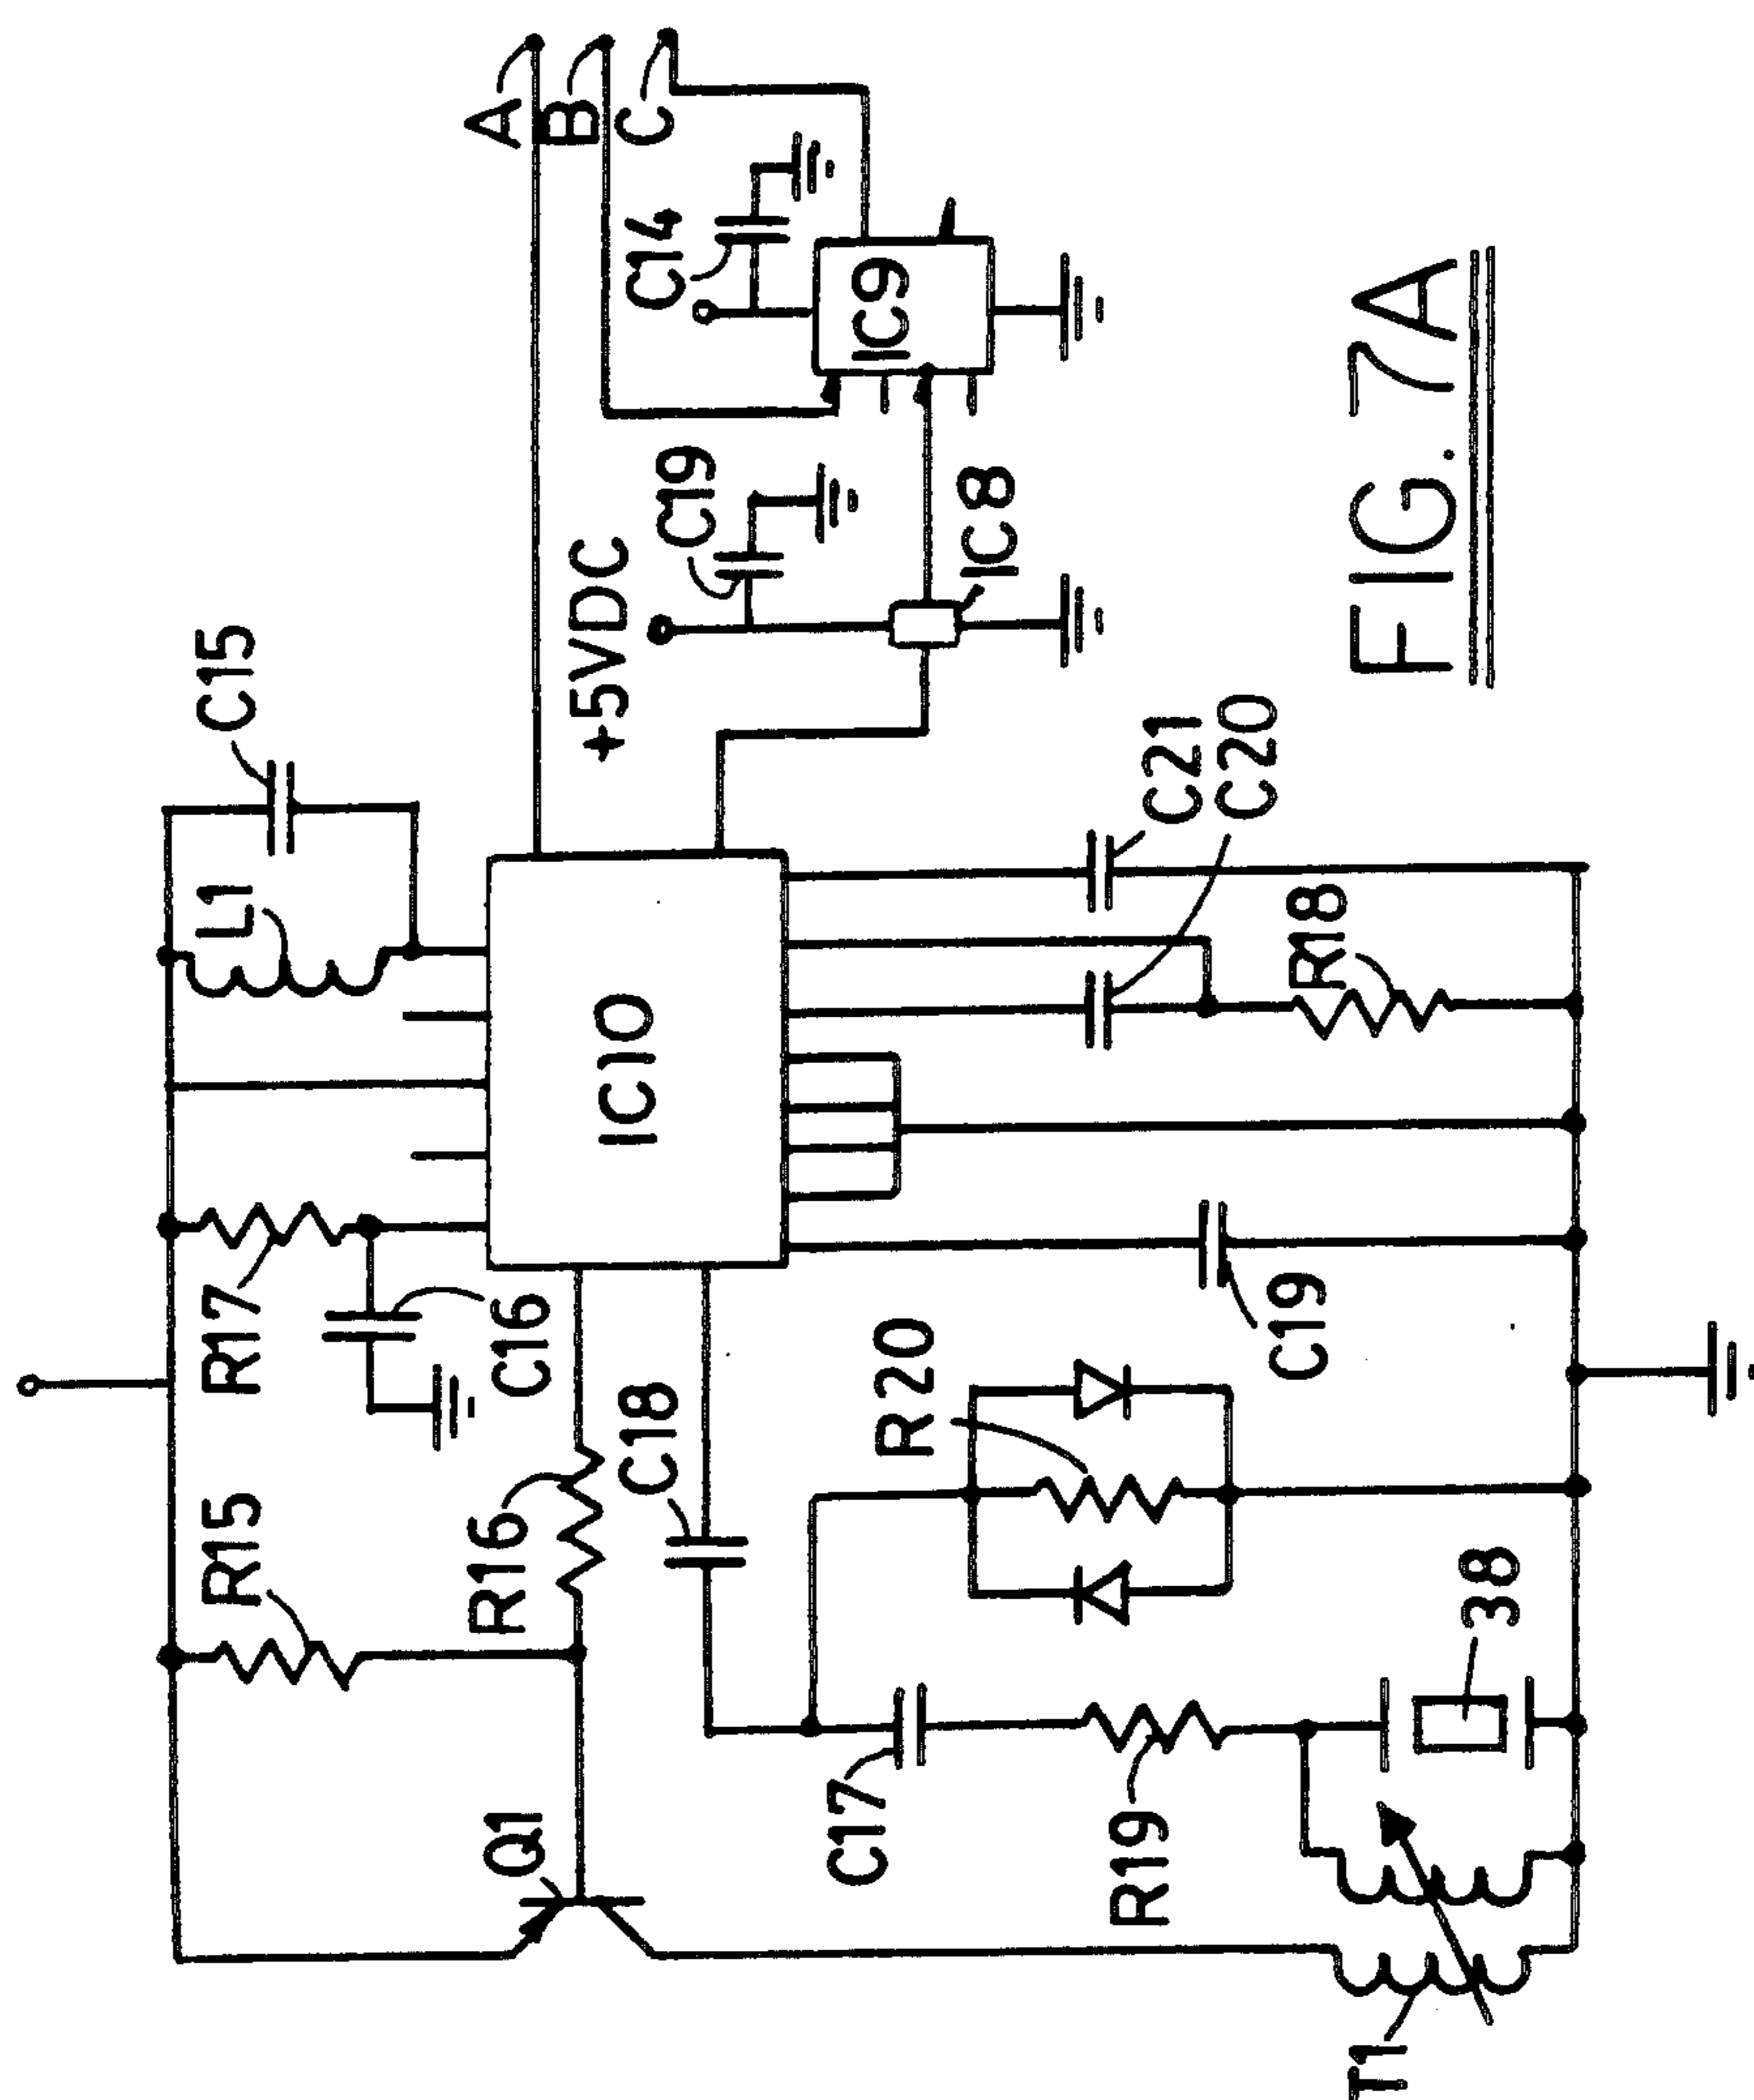 A
B
C
C14
IC9
C19
+5VDC
IC8
C15
L1
IC10
C21
C20
R18
R17
C16
C18
R20
C19
R15
R16
Q1
C17
R19
38
T1
FIG. 7A